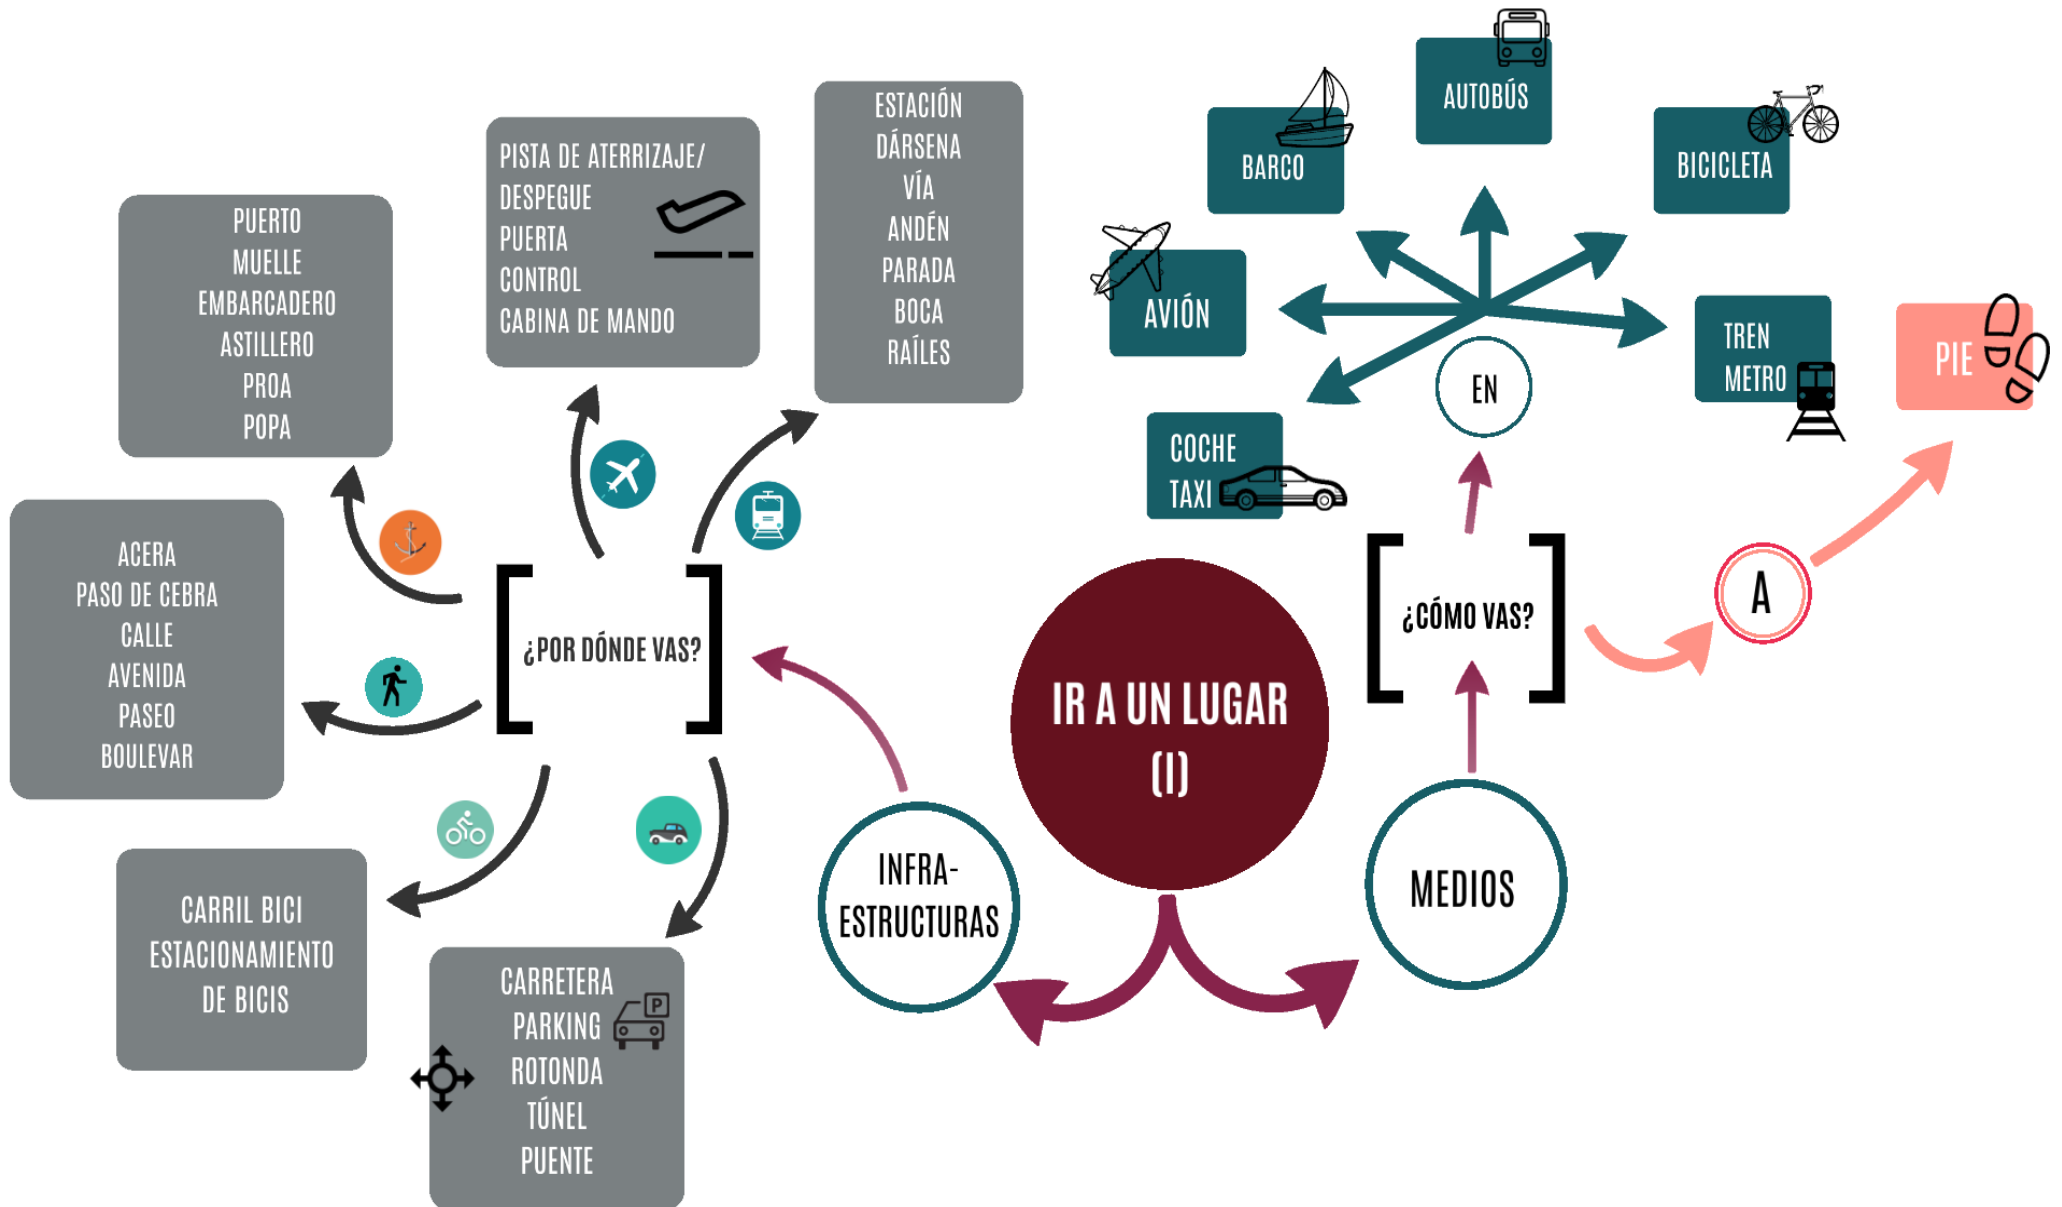 PUERTO
MUELLE
EMBARCADERO
ASTILLERO
PROA
POPA
PISTA DE ATERRIZAJE/
DESPEGUE
PUERTA
CONTROL
CABINA DE MANDO
ESTACIÓN
DÁRSENA
VÍA
ANDÉN
PARADA
BOCA
RAÍLES
ACERA
PASO DE CEBRA
CALLE
AVENIDA
PASEO
BOULEVAR
¿POR DÓNDE VAS?
CARRIL BICI
ESTACIONAMIENTO
DE BICIS
CARRETERA
PARKING
P
ROTONDA
TÚNEL
PUENTE
INFRA-
ESTRUCTURAS
IR A UN LUGAR
(I)
MEDIOS
¿CÓMO VAS?
EN
COCHE
TAXI
AVIÓN
BARCO
AUTOBÚS
BICICLETA
TREN
METRO
A
PIE